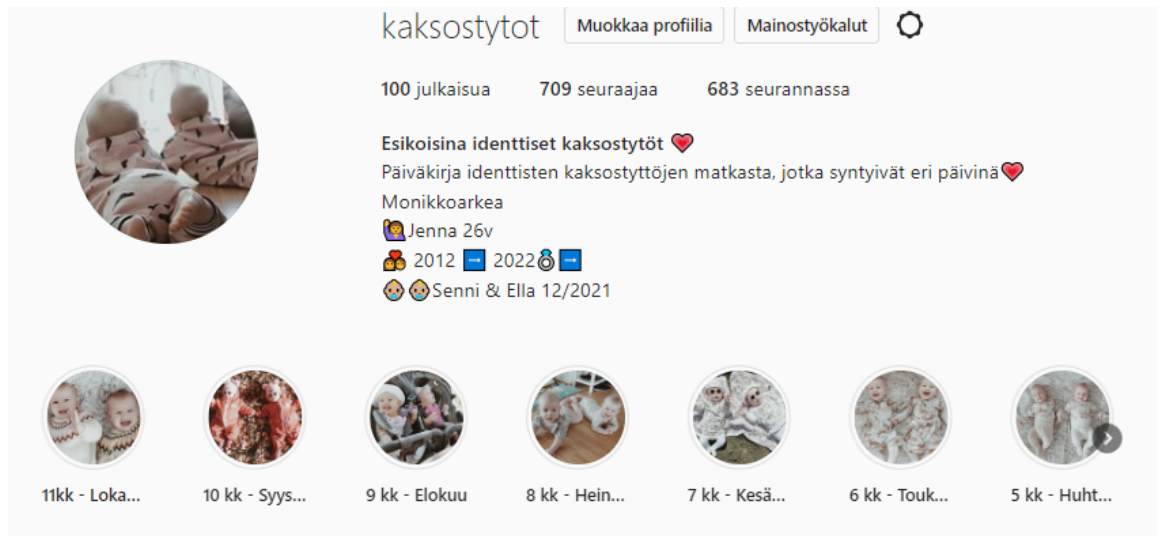 kaksostytot Muokkaa profiilia Mainostyökalut
100 julkaisua 709 seuraajaa 683 seurannassa
Esikoisina identtiset kaksostytöt
Päiväkirja identtisten kaksostyttöjen matkasta, jotka syntyivät eri päivinä
Monikkoarkea
Jenna 26v
2012 2022
Senni & Ella 12/2021
11kk - Loka... 10 kk - Syys... 9 kk - Elokuu 8 kk - Hein... 7 kk - Kesä... 6 kk - Touk... 5 kk - Huht...